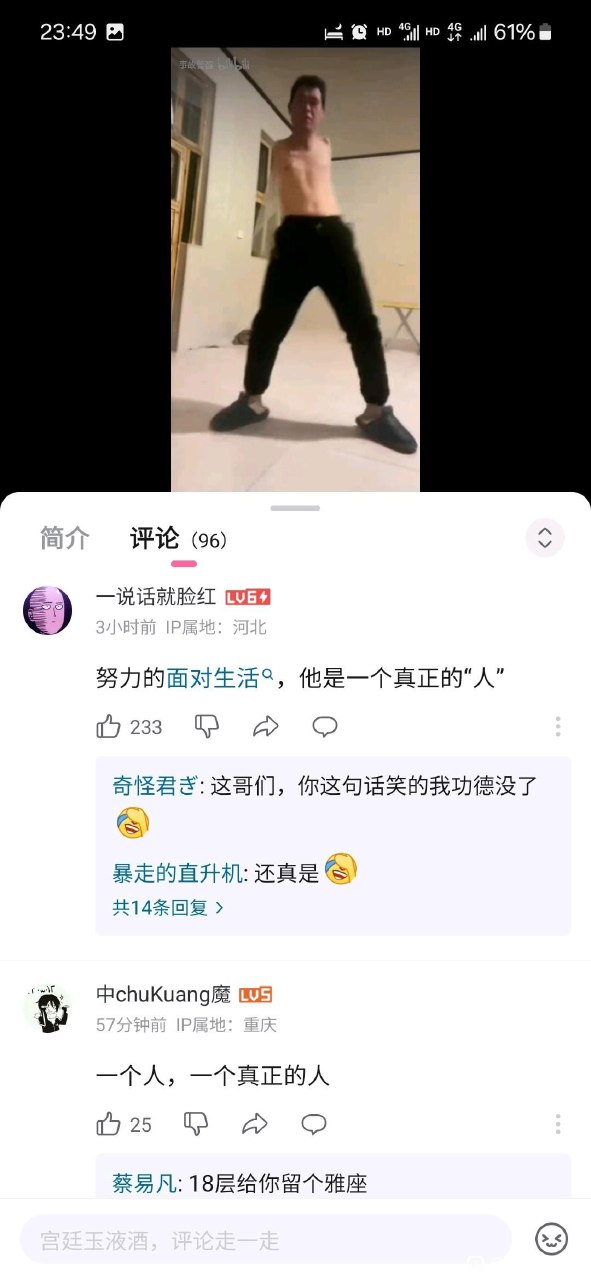 23:49
HD 4G HD 4G 61%
bilibili
简介
评论（96）
一说话就脸红 LV6
3小时前 IP属地：河北
努力的面对生活，他是一个真正的“人”
233
奇怪君ぎ: 这哥们，你这句话笑的我功德没了
暴走的直升机: 还真是
共14条回复 >
中chuKuang魔 LV5
57分钟前 IP属地：重庆
一个人，一个真正的人
25
蔡易凡: 18层给你留个雅座
宫廷玉液酒，评论走一走